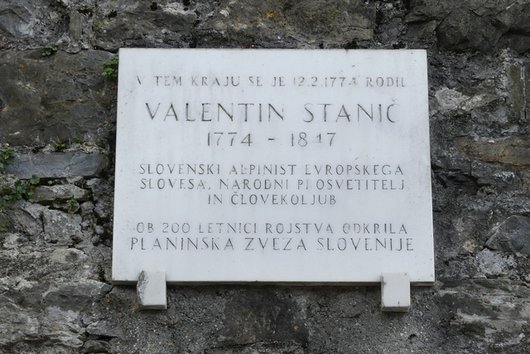 V TEM KRAJU SE JE 12.2.1774 RODIL
VALENTIN STANIČ
1774 - 1847
SLOVENSKI ALPINIST EVROPSKEGA
SLOVESA, NARODNI PROSVETITELJ
IN ČLOVEKOLJUB
OB 200 LETNICI ROJSTVA ODKRILA
PLANINSKA ZVEZA SLOVENIJE